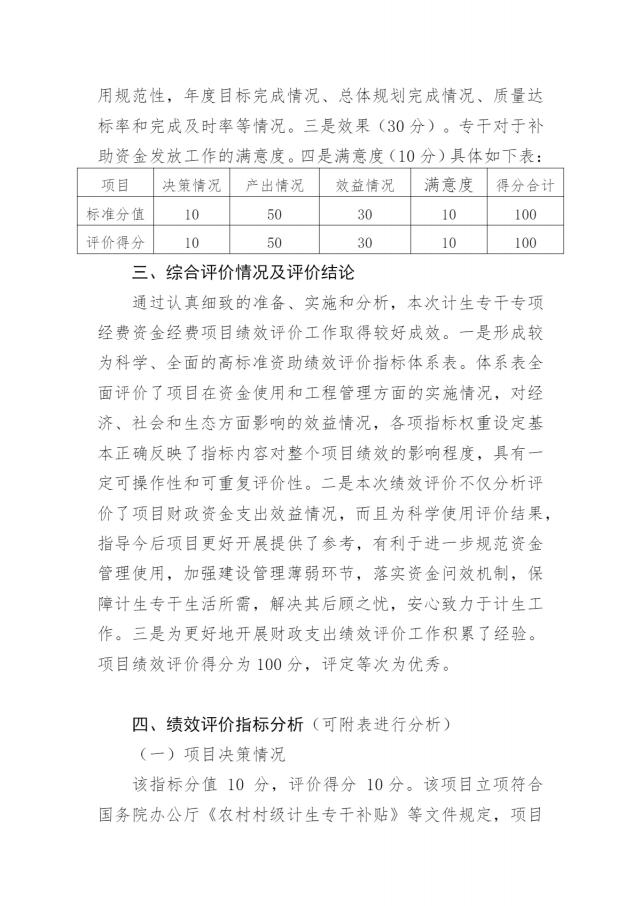 用规范性，年度目标完成情况、总体规划完成情况、质量达
标率和完成及时率等情况。三是效果（30 分）。专干对于补
助资金发放工作的满意度。四是满意度（10 分）具体如下表：
项目 决策情况 产出情况 效益情况 满意度 得分合计
标准分值 10 50 30 10 100
评价得分 10 50 30 10 100
三、综合评价情况及评价结论
通过认真细致的准备、实施和分析，本次计生专干专项
经费资金经费项目绩效评价工作取得较好成效。一是形成较
为科学、全面的高标准资助绩效评价指标体系表。体系表全
面评价了项目在资金使用和工程管理方面的实施情况，对经
济、社会和生态方面影响的效益情况，各项指标权重设定基
本正确反映了指标内容对整个项目绩效的影响程度，具有一
定可操作性和可重复评价性。二是本次绩效评价不仅分析评
价了项目财政资金支出效益情况，而且为科学使用评价结果，
指导今后项目更好开展提供了参考，有利于进一步规范资金
管理使用，加强建设管理薄弱环节，落实资金问效机制，保
障计生专干生活所需，解决其后顾之忧，安心致力于计生工
作。三是为更好地开展财政支出绩效评价工作积累了经验。
项目绩效评价得分为 100 分，评定等次为优秀。
四、绩效评价指标分析（可附表进行分析）
（一）项目决策情况
该指标分值 10 分，评价得分 10 分。该项目立项符合
国务院办公厅《农村村级计生专干补贴》等文件规定，项目